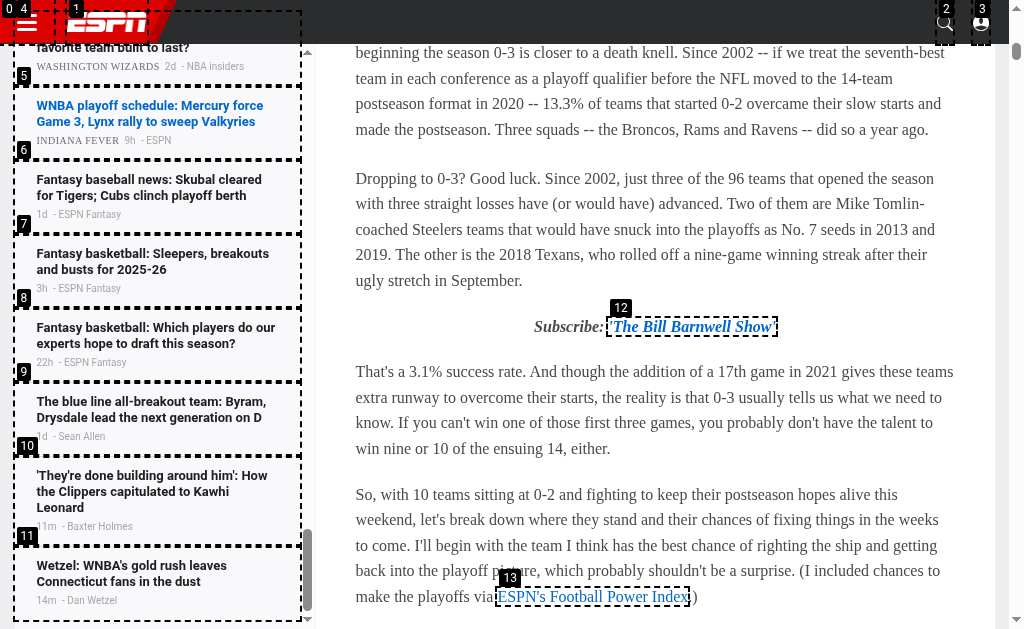 0 4 1 ESPN 2 3
favorite team built to last?
WASHINGTON WIZARDS 2d - NBA insiders
5
WNBA playoff schedule: Mercury force
Game 3, Lynx rally to sweep Valkyries
INDIANA FEVER 9h - ESPN
6
Fantasy baseball news: Skubal cleared
for Tigers; Cubs clinch playoff berth
1d - ESPN Fantasy
7
Fantasy basketball: Sleepers, breakouts
and busts for 2025-26
3h - ESPN Fantasy
8
Fantasy basketball: Which players do our
experts hope to draft this season?
22h - ESPN Fantasy
9
The blue line all-breakout team: Byram,
Drysdale lead the next generation on D
1d - Sean Allen
10
'They're done building around him': How
the Clippers capitulated to Kawhi
Leonard
11m - Baxter Holmes
11
Wetzel: WNBA's gold rush leaves
Connecticut fans in the dust
14m - Dan Wetzel
beginning the season 0-3 is closer to a death knell. Since 2002 -- if we treat the seventh-best
team in each conference as a playoff qualifier before the NFL moved to the 14-team
postseason format in 2020 -- 13.3% of teams that started 0-2 overcame their slow starts and
made the postseason. Three squads -- the Broncos, Rams and Ravens -- did so a year ago.
Dropping to 0-3? Good luck. Since 2002, just three of the 96 teams that opened the season
with three straight losses have (or would have) advanced. Two of them are Mike Tomlin-
coached Steelers teams that would have snuck into the playoffs as No. 7 seeds in 2013 and
2019. The other is the 2018 Texans, who rolled off a nine-game winning streak after their
ugly stretch in September.
12
Subscribe: 'The Bill Barnwell Show'
That's a 3.1% success rate. And though the addition of a 17th game in 2021 gives these teams
extra runway to overcome their starts, the reality is that 0-3 usually tells us what we need to
know. If you can't win one of those first three games, you probably don't have the talent to
win nine or 10 of the ensuing 14, either.
So, with 10 teams sitting at 0-2 and fighting to keep their postseason hopes alive this
weekend, let's break down where they stand and their chances of fixing things in the weeks
to come. I'll begin with the team I think has the best chance of righting the ship and getting
back into the playoff picture, which probably shouldn't be a surprise. (I included chances to
13
make the playoffs via ESPN's Football Power Index.)